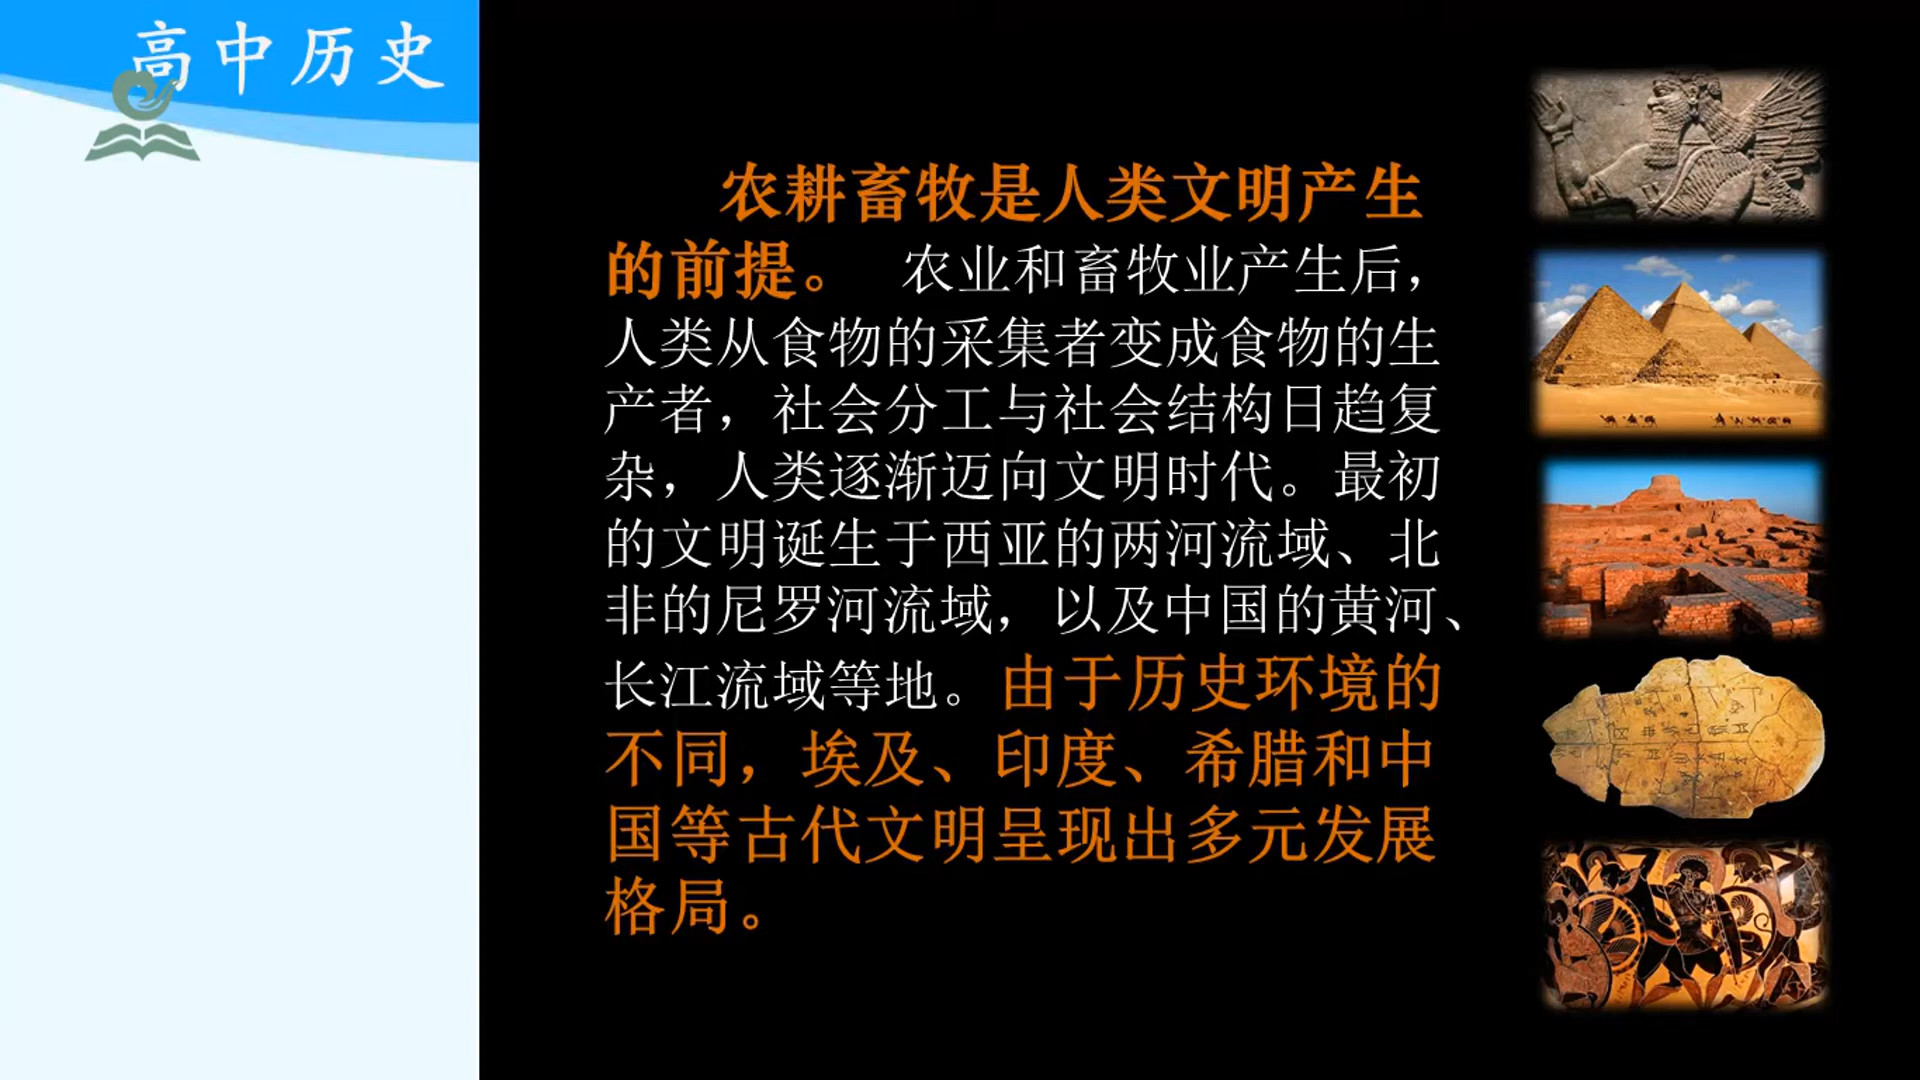 高中历史
农耕畜牧是人类文明产生
的前提。 农业和畜牧业产生后，
人类从食物的采集者变成食物的生
产者，社会分工与社会结构日趋复
杂，人类逐渐迈向文明时代。最初
的文明诞生于西亚的两河流域、北
非的尼罗河流域，以及中国的黄河、
长江流域等地。由于历史环境的
不同，埃及、印度、希腊和中
国等古代文明呈现出多元发展
格局。